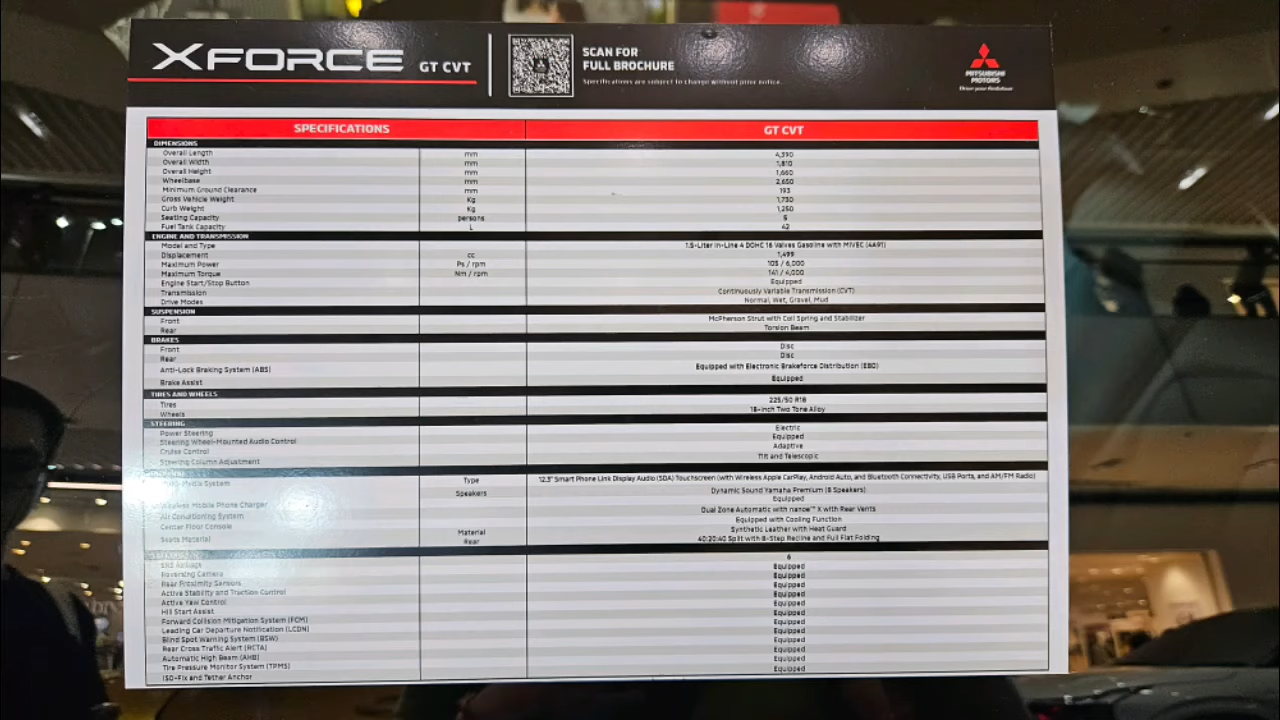 XFORCE GT CVT
SCAN FOR
FULL BROCHURE
Specifications are subject to change without prior notice.
MITSUBISHI
MOTORS
Drive your Ambition
SPECIFICATIONS GT CVT
DIMENSIONS
Overall Length mm 4,390
Overall Width mm 1,810
Overall Height mm 1,660
Wheelbase mm 2,650
Minimum Ground Clearance mm 193
Gross Vehicle Weight Kg 1,730
Curb Weight Kg 1,250
Seating Capacity persons 5
Fuel Tank Capacity L 42
ENGINE AND TRANSMISSION
Model and Type 1.5-Liter In-Line 4 DOHC 16 Valves Gasoline with MIVEC (4A91)
Displacement cc 1,499
Maximum Power Ps / rpm 105 / 6,000
Maximum Torque Nm / rpm 141 / 4,000
Engine Start/Stop Button Equipped
Transmission Continuously Variable Transmission (CVT)
Drive Modes Normal, Wet, Gravel, Mud
SUSPENSION
Front McPherson Strut with Coil Spring and Stabilizer
Rear Torsion Beam
BRAKES
Front Disc
Rear Disc
Anti-Lock Braking System (ABS) Equipped with Electronic Brakeforce Distribution (EBD)
Brake Assist Equipped
TIRES AND WHEELS
Tires 225/50 R18
Wheels 18-inch Two Tone Alloy
STEERING
Power Steering Electric
Steering Wheel-Mounted Audio Control Equipped
Cruise Control Adaptive
Steering Column Adjustment Tilt and Telescopic
System Type 12.3" Smart Phone Link Display Audio (SDA) Touchscreen (with Wireless Apple CarPlay, Android Auto, and Bluetooth Connectivity, USB Ports, and AM/FM Radio)
Speakers Dynamic Sound Yamaha Premium (8 Speakers)
Wireless Mobile Phone Charger Equipped
Air Conditioning System Dual Zone Automatic with nanoe™ X with Rear Vents
Center Floor Console Equipped with Cooling Function
Seats Material Material Synthetic Leather with Heat Guard
Rear 40:20:40 Split with 8-Step Recline and Full Flat Folding
SRS Airbags 6
Reversing Camera Equipped
Rear Proximity Sensors Equipped
Active Stability and Traction Control Equipped
Active Yaw Control Equipped
Hill Start Assist Equipped
Forward Collision Mitigation System (FCM) Equipped
Leading Car Departure Notification (LCDN) Equipped
Blind Spot Warning System (BSW) Equipped
Rear Cross Traffic Alert (RCTA) Equipped
Automatic High Beam (AHB) Equipped
Tire Pressure Monitor System (TPMS) Equipped
ISO-Fix and Tether Anchor Equipped